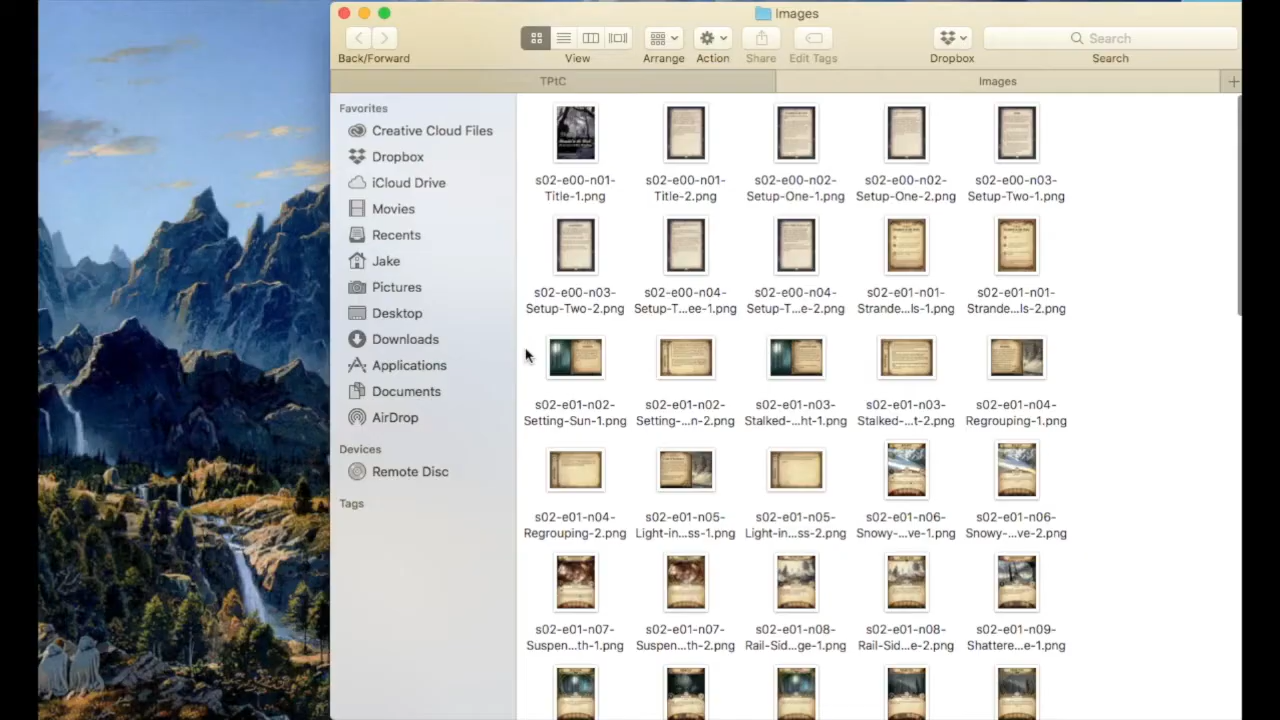 Images
Back/Forward
View
Arrange
Action
Share
Edit Tags
Dropbox
Search
Search
TPtC
Images
Favorites
Creative Cloud Files
Dropbox
iCloud Drive
Movies
Recents
Jake
Pictures
Desktop
Downloads
Applications
Documents
AirDrop
Devices
Remote Disc
Tags
s02-e00-n01-
Title-1.png
s02-e00-n01-
Title-2.png
s02-e00-n02-
Setup-One-1.png
s02-e00-n02-
Setup-One-2.png
s02-e00-n03-
Setup-Two-1.png
s02-e00-n03-
Setup-Two-2.png
s02-e00-n04-
Setup-T...ee-1.png
s02-e00-n04-
Setup-T...e-2.png
s02-e01-n01-
Strande...ls-1.png
s02-e01-n01-
Strande...ls-2.png
s02-e01-n02-
Setting-Sun-1.png
s02-e01-n02-
Setting-...n-2.png
s02-e01-n03-
Stalked-...ht-1.png
s02-e01-n03-
Stalked-...t-2.png
s02-e01-n04-
Regrouping-1.png
s02-e01-n04-
Regrouping-2.png
s02-e01-n05-
Light-in...ss-1.png
s02-e01-n05-
Light-in...ss-2.png
s02-e01-n06-
Snowy-...ve-1.png
s02-e01-n06-
Snowy-...ve-2.png
s02-e01-n07-
Suspen...th-1.png
s02-e01-n07-
Suspen...th-2.png
s02-e01-n08-
Rail-Sid...ge-1.png
s02-e01-n08-
Rail-Sid...e-2.png
s02-e01-n09-
Shattere...e-1.png